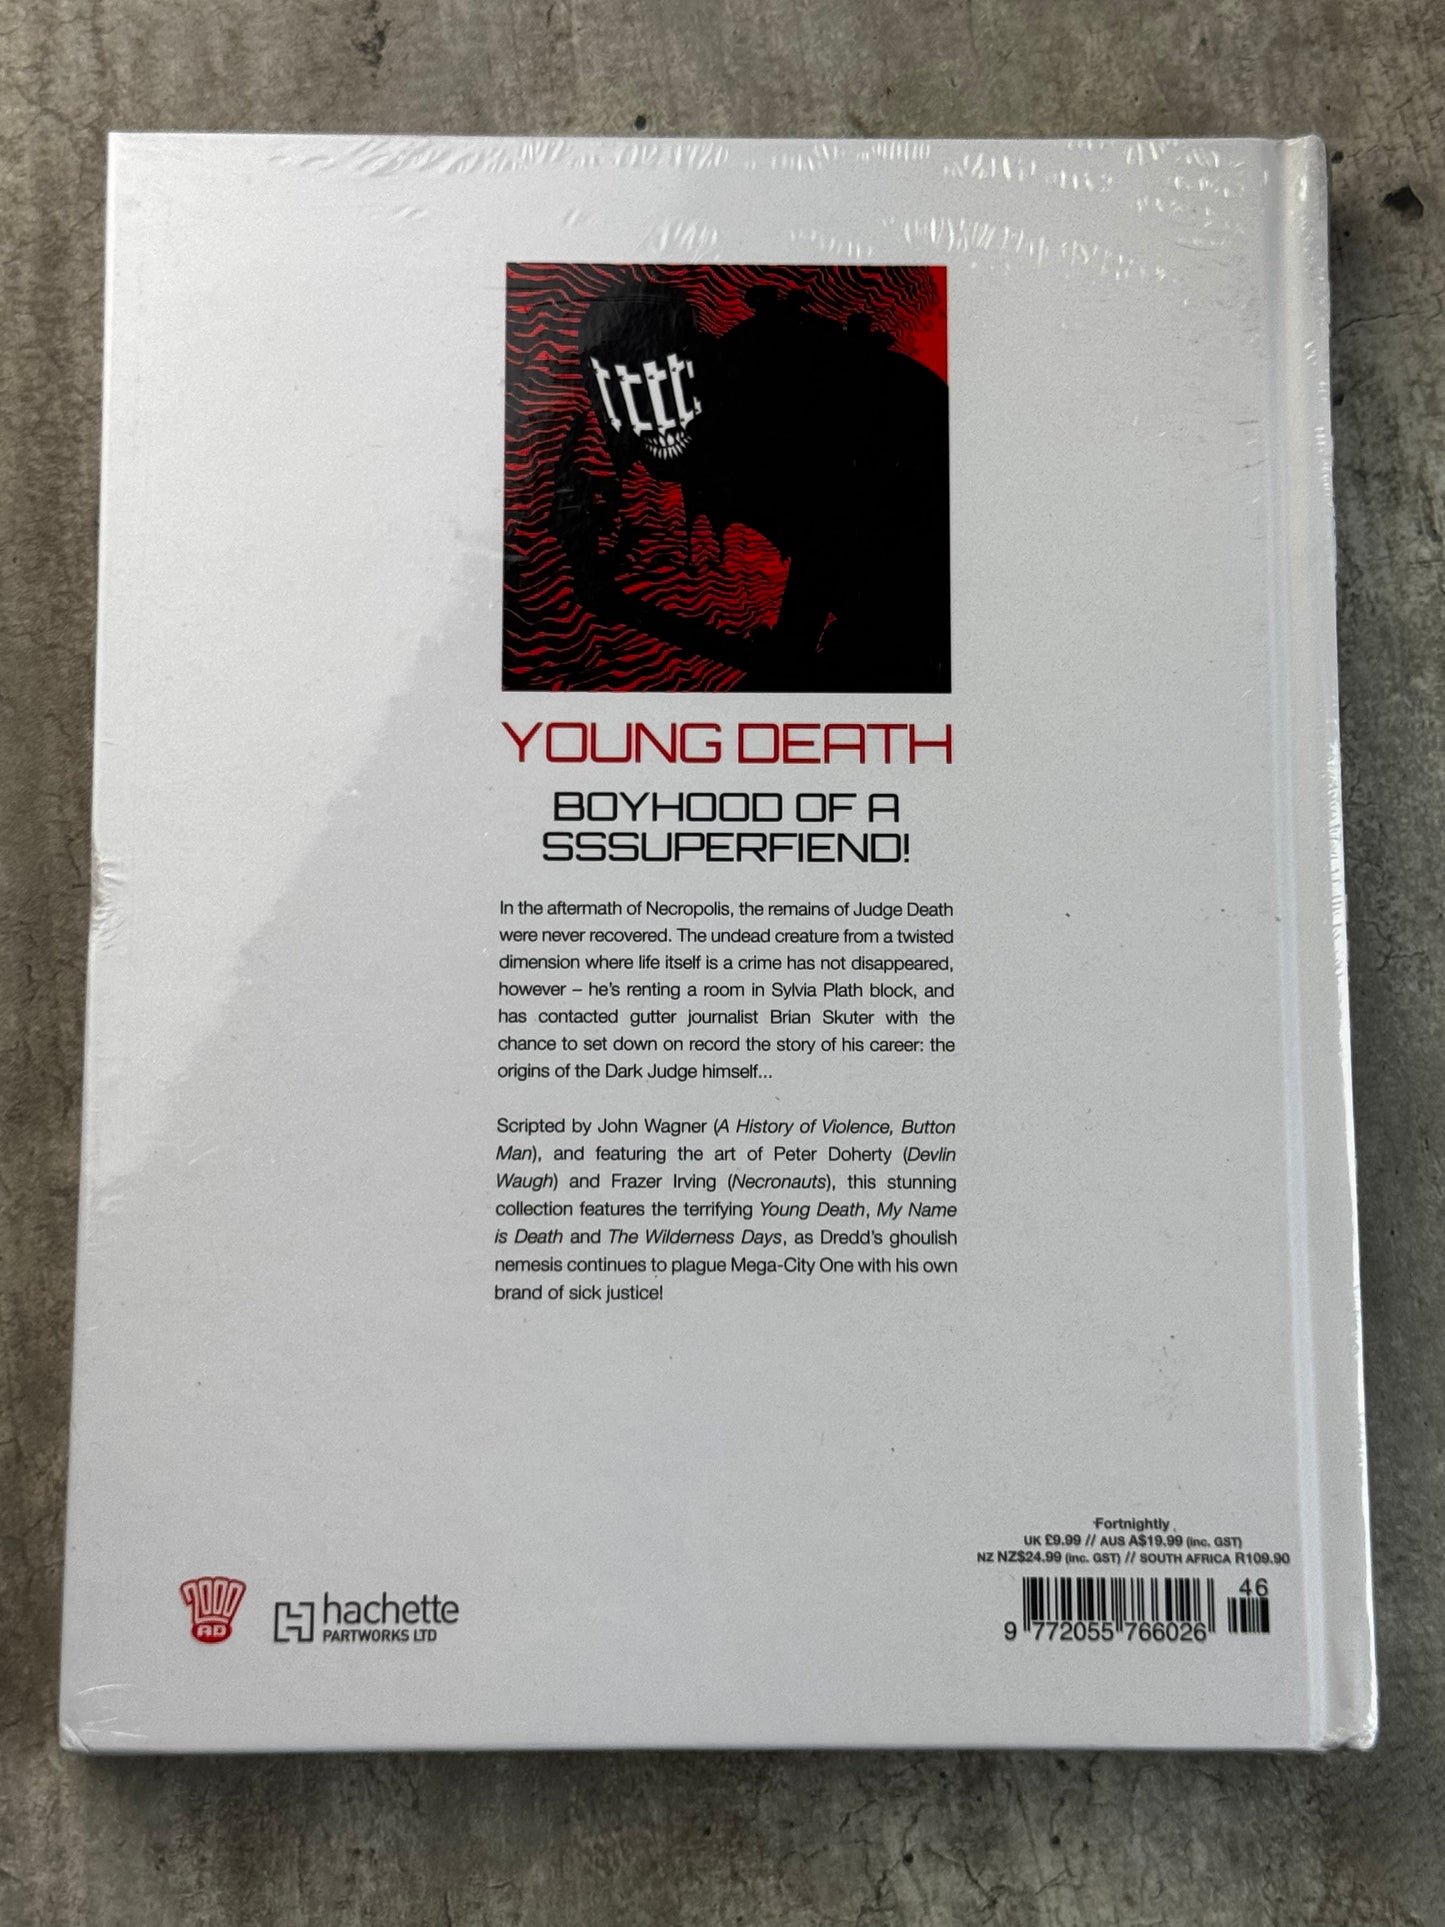 YOUNG DEATH
BOYHOOD OF A
SSSUPERFIEND!
In the aftermath of Necropolis, the remains of Judge Death
were never recovered. The undead creature from a twisted
dimension where life itself is a crime has not disappeared,
however – he's renting a room in Sylvia Plath block, and
has contacted gutter journalist Brian Skuter with the
chance to set down on record the story of his career: the
origins of the Dark Judge himself...
Scripted by John Wagner (A History of Violence, Button
Man), and featuring the art of Peter Doherty (Devlin
Waugh) and Frazer Irving (Necronauts), this stunning
collection features the terrifying Young Death, My Name
is Death and The Wilderness Days, as Dredd's ghoulish
nemesis continues to plague Mega-City One with his own
brand of sick justice!
Fortnightly
UK £9.99 // AUS A$19.99 (inc. GST)
NZ NZ$24.99 (inc. GST) // SOUTH AFRICA R109.90
46
9 772055 766026
2000
AD
hachette
PARTWORKS LTD